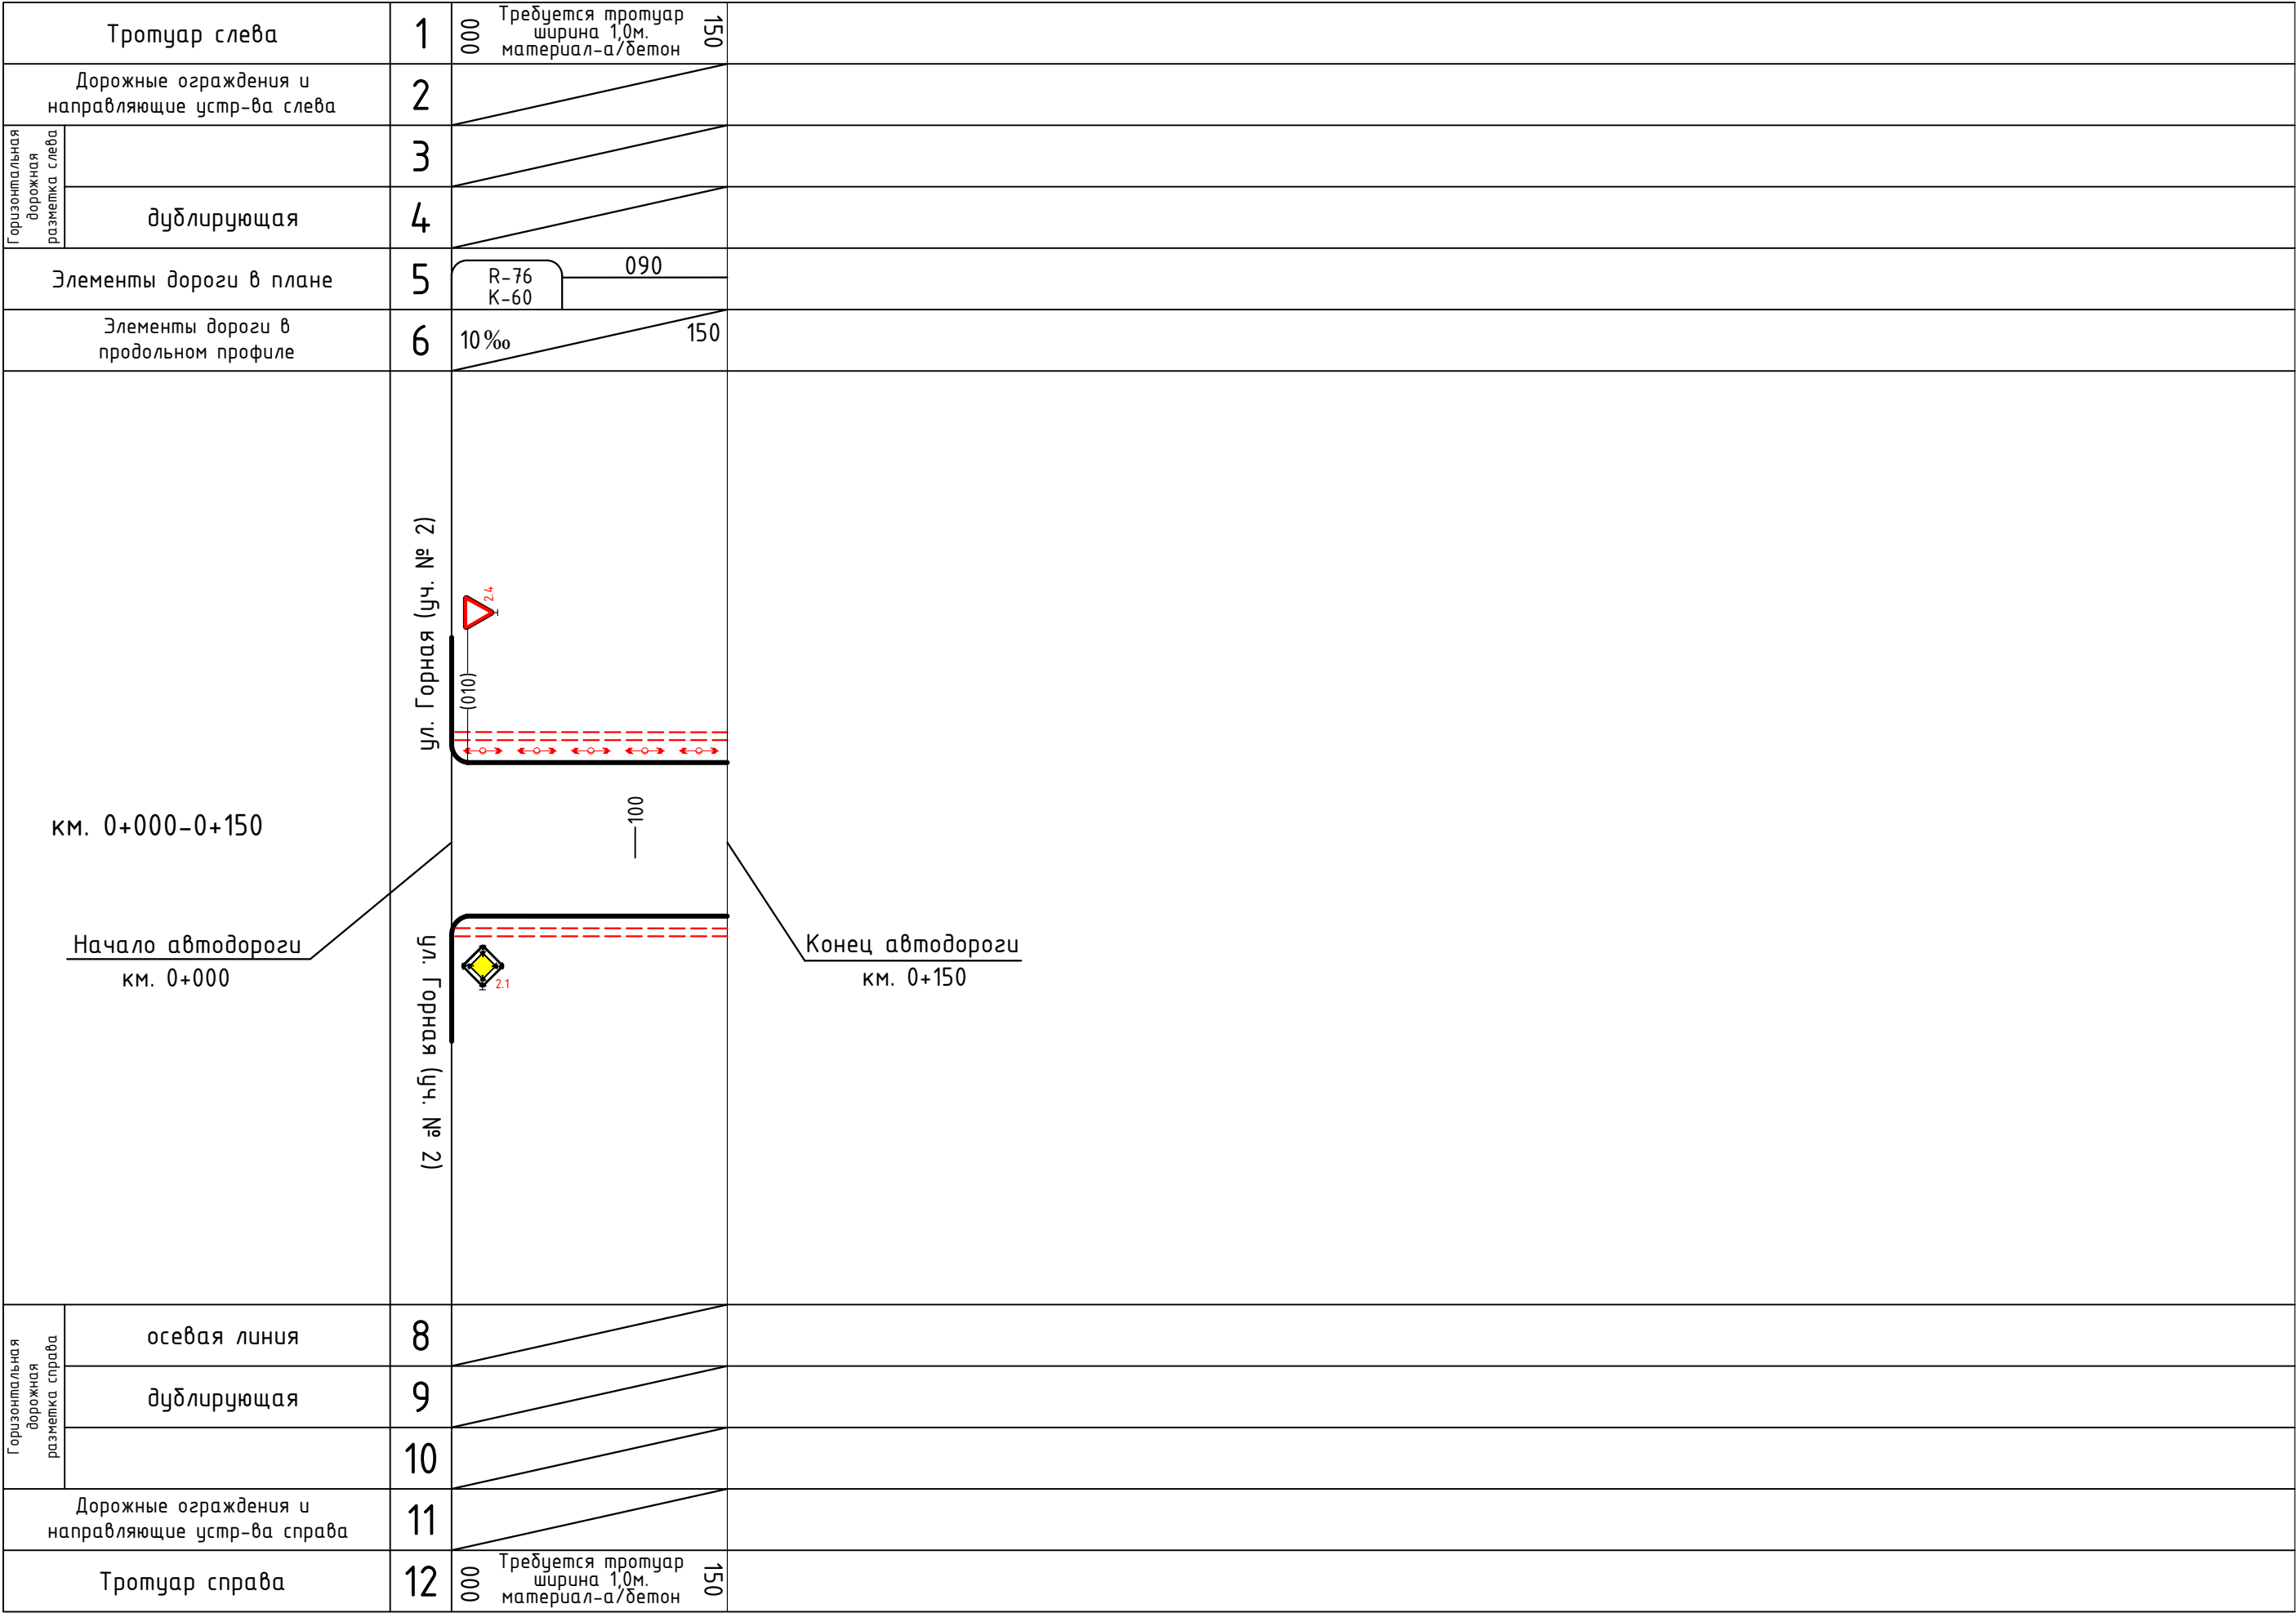 Тротуар слева
1
000
Требуется тротуар
ширина 1,0м.
материал-а/бетон
150
Дорожные ограждения и
направляющие устр-ва слева
2
Горизонтальная
дорожная
разметка слева
3
дублирующая
4
Элементы дороги в плане
5
R-76
K-60
090
Элементы дороги в
продольном профиле
6
10‰
150
ул. Горная (уч. № 2)
2.4
(010)
100
км. 0+000-0+150
Начало автодороги
км. 0+000
Конец автодороги
км. 0+150
2.1
ул. Горная (уч. № 2)
Горизонтальная
дорожная
разметка справа
осевая линия
8
дублирующая
9
10
Дорожные ограждения и
направляющие устр-ва справа
11
Тротуар справа
12
000
Требуется тротуар
ширина 1,0м.
материал-а/бетон
150